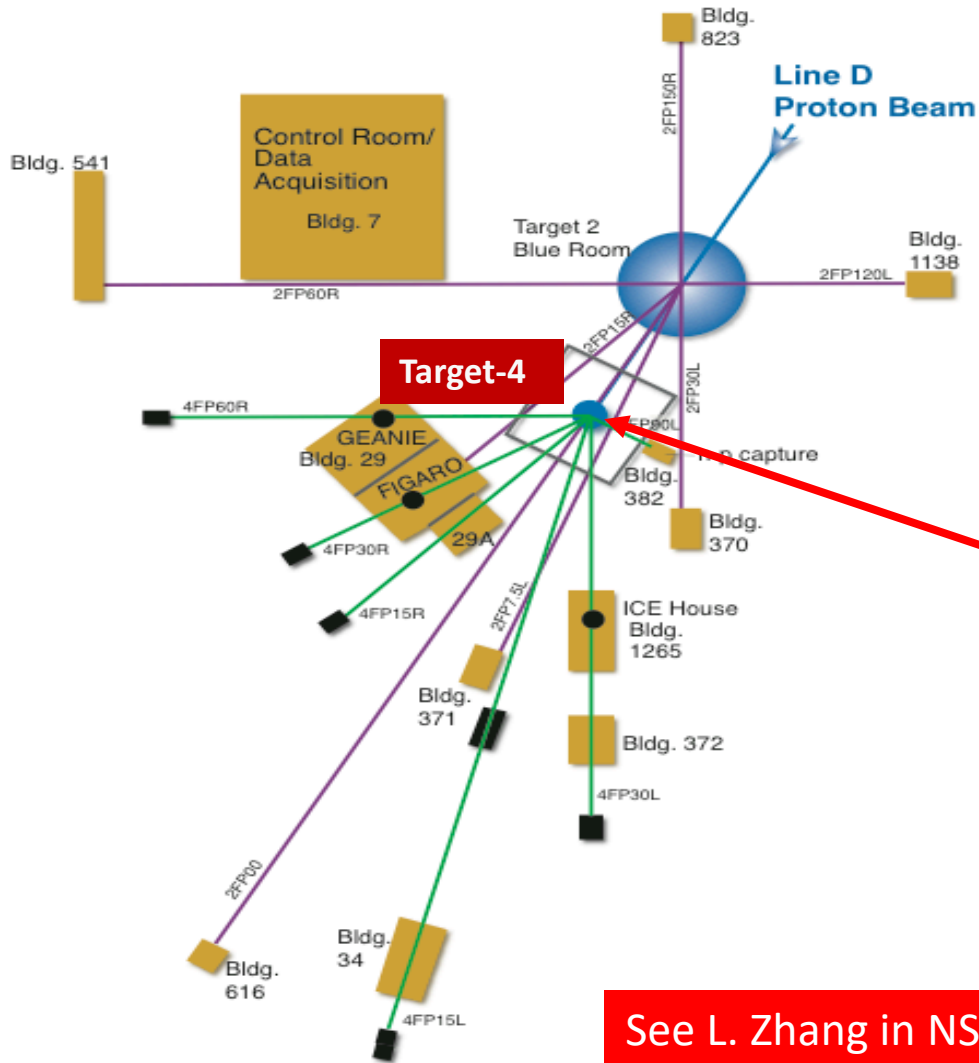 Bldg.
823
Line D
Proton Beam
2FP150R
Control Room/
Data
Acquisition
Bldg. 7
Bldg. 541
Target 2
Blue Room
Bldg.
1138
2FP120L
2FP60R
2FP15R
Target-4
2FP30L
4FP60R
FP90L
GEANIE
Bldg. 29
capture
FIGARO
Bldg.
382
29A
Bldg.
370
4FP30R
4FP15R
2FP7.5L
ICE House
Bldg.
1265
Bldg.
371
Bldg. 372
4FP30L
2FP00
Bldg.
34
Bldg.
616
4FP15L
See L. Zhang in NS